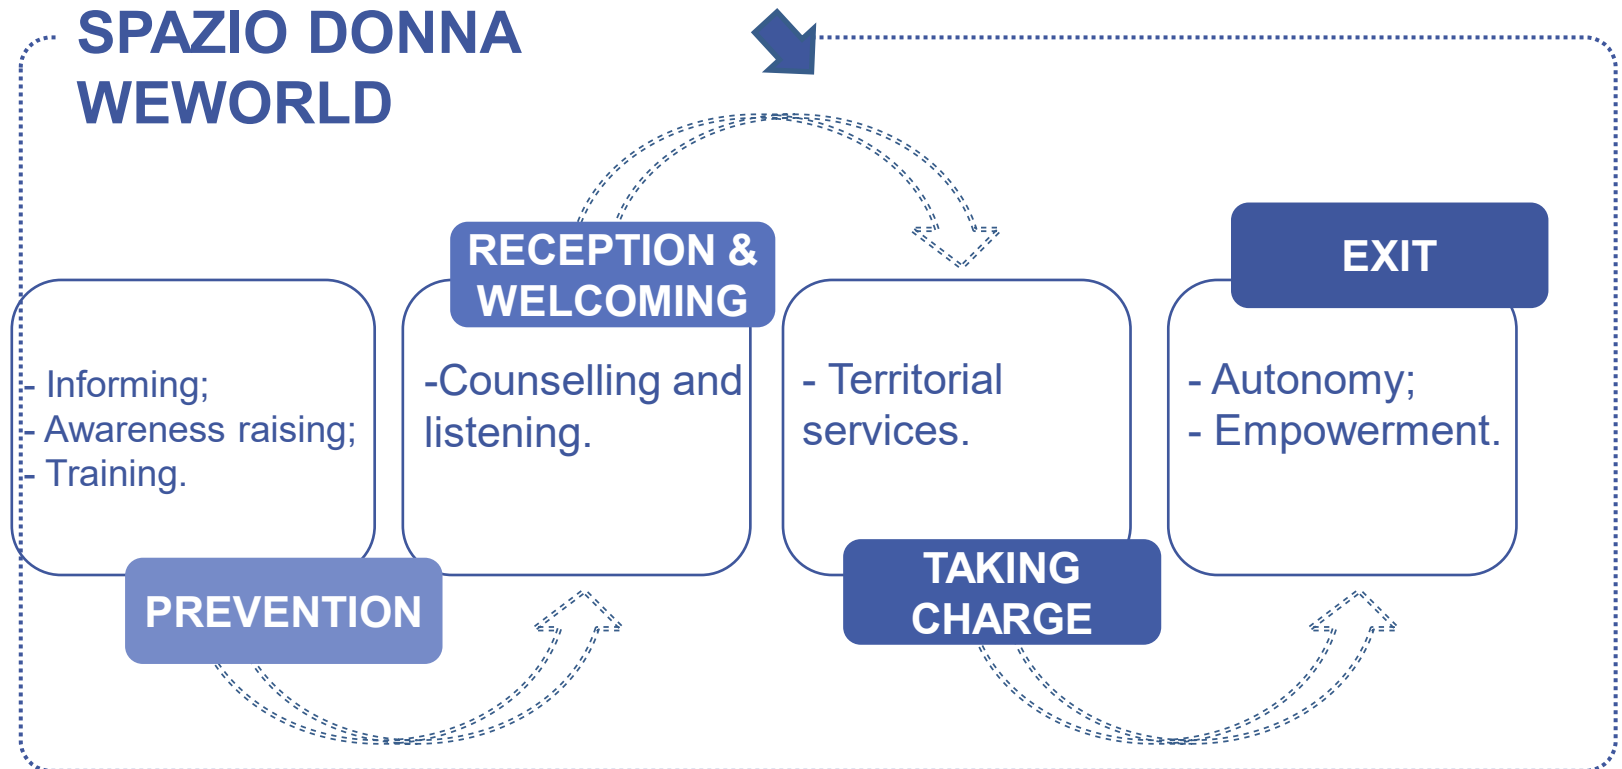 SPAZIO DONNA
WEWORLD
- Informing;
- Awareness raising;
- Training.
PREVENTION
RECEPTION &
WELCOMING
-Counselling and
listening.
- Territorial
services.
TAKING
CHARGE
EXIT
- Autonomy;
- Empowerment.